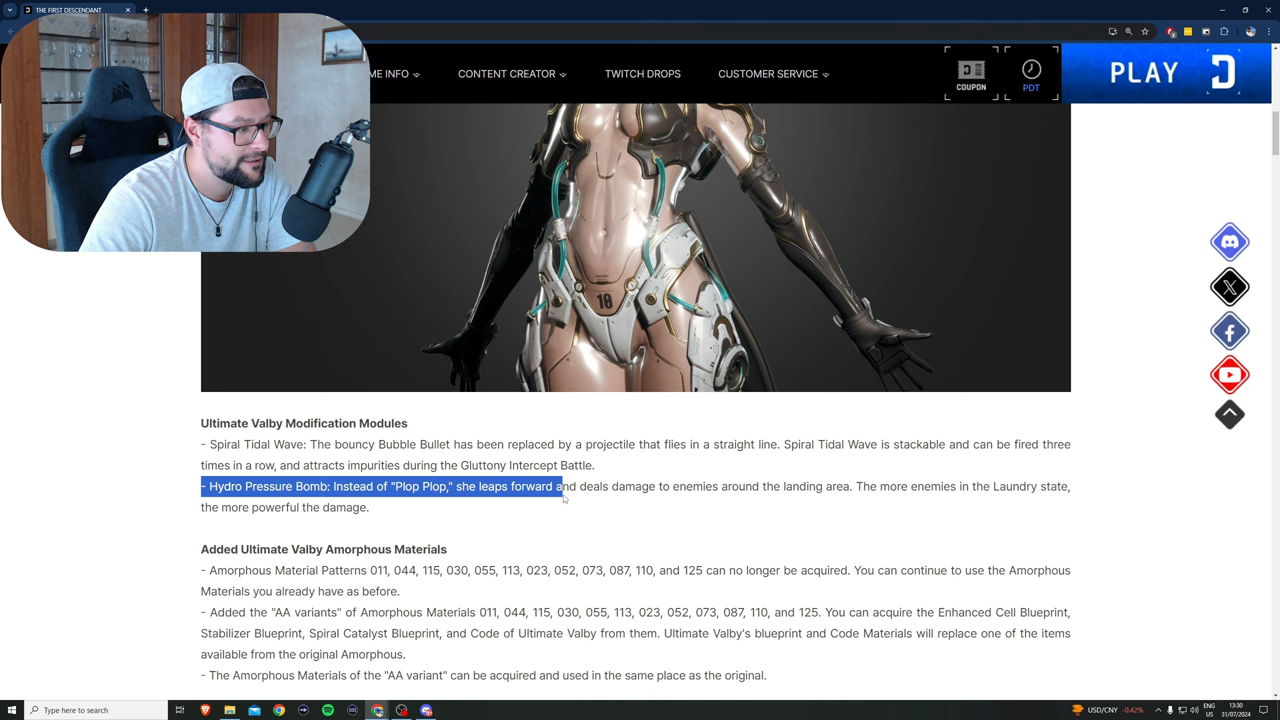 THE FIRST DESCENDANT
ME INFO
CONTENT CREATOR
TWITCH DROPS
CUSTOMER SERVICE
COUPON
PDT
PLAY
10
Ultimate Valby Modification Modules
- Spiral Tidal Wave: The bouncy Bubble Bullet has been replaced by a projectile that flies in a straight line. Spiral Tidal Wave is stackable and can be fired three
times in a row, and attracts impurities during the Gluttony Intercept Battle.
- Hydro Pressure Bomb: Instead of "Plop Plop," she leaps forward and deals damage to enemies around the landing area. The more enemies in the Laundry state,
the more powerful the damage.
Added Ultimate Valby Amorphous Materials
- Amorphous Material Patterns 011, 044, 115, 030, 055, 113, 023, 052, 073, 087, 110, and 125 can no longer be acquired. You can continue to use the Amorphous
Materials you already have as before.
- Added the "AA variants" of Amorphous Materials 011, 044, 115, 030, 055, 113, 023, 052, 073, 087, 110, and 125. You can acquire the Enhanced Cell Blueprint,
Stabilizer Blueprint, Spiral Catalyst Blueprint, and Code of Ultimate Valby from them. Ultimate Valby's blueprint and Code Materials will replace one of the items
available from the original Amorphous.
- The Amorphous Materials of the "AA variant" can be acquired and used in the same place as the original.
Type here to search
USD/CNY -0.42%
ENG
US
13:30
31/07/2024